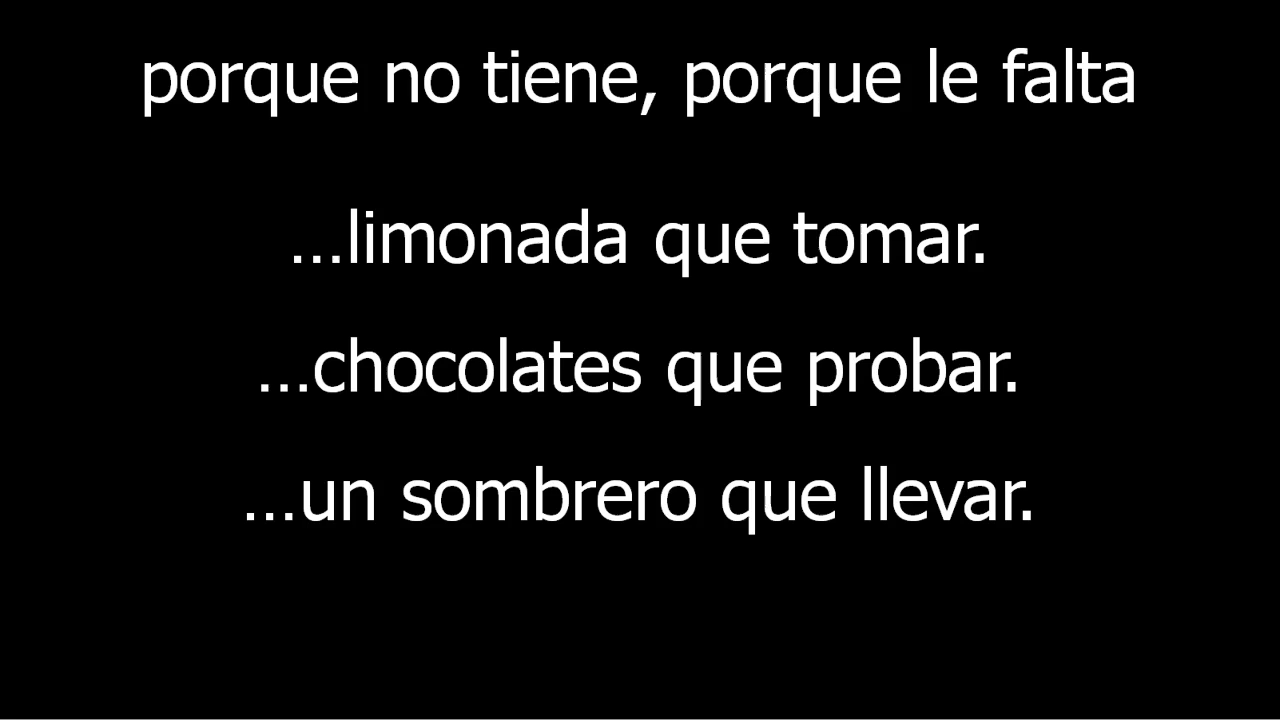 porque no tiene, porque le falta
...limonada que tomar.
...chocolates que probar.
...un sombrero que llevar.